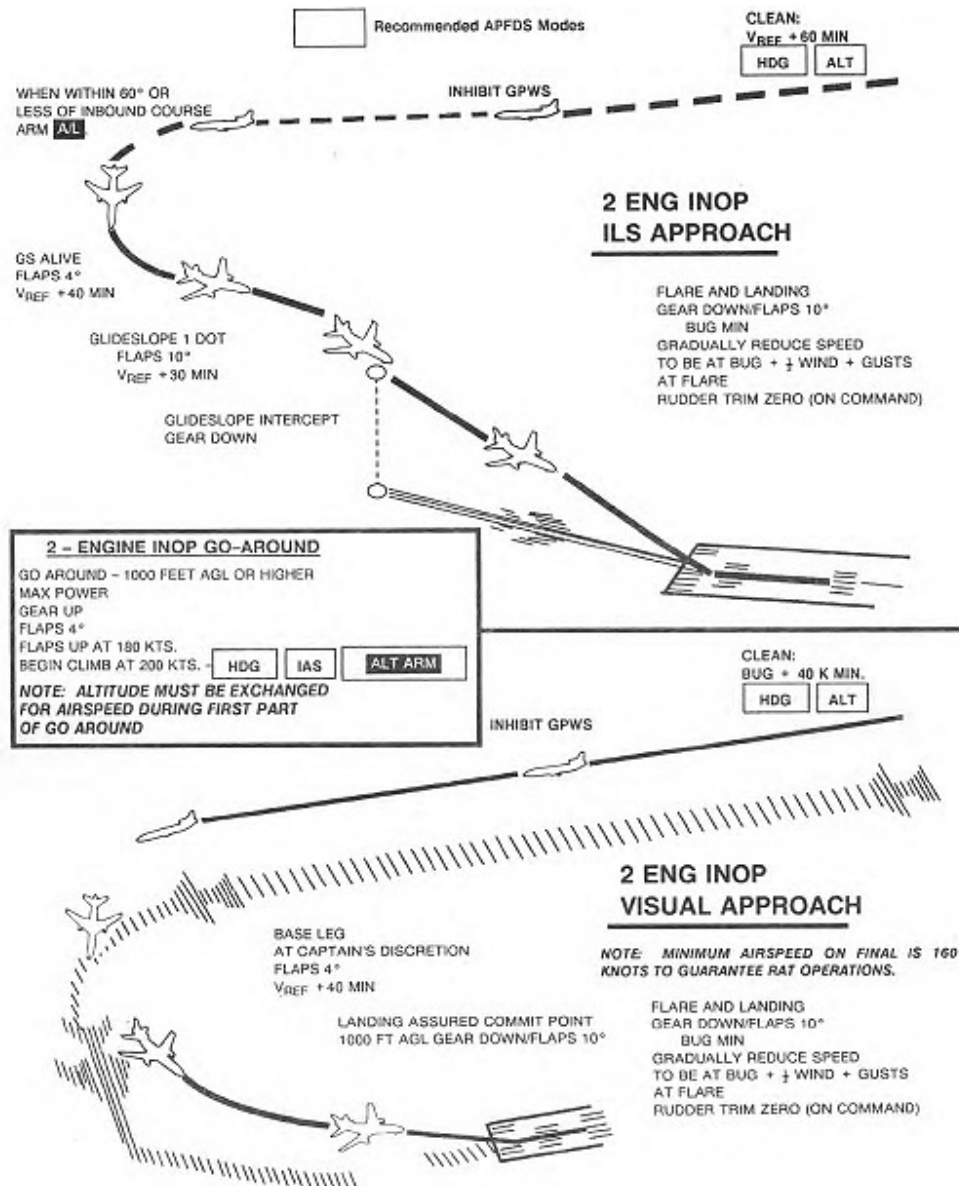 Recommended APFDS Modes
CLEAN:
VREF +60 MIN
HDG ALT
WHEN WITHIN 60° OR
LESS OF INBOUND COURSE
ARM A/L.
INHIBIT GPWS
2 ENG INOP
ILS APPROACH
GS ALIVE
FLAPS 4°
VREF +40 MIN
GLIDESLOPE 1 DOT
FLAPS 10°
VREF +30 MIN
GLIDESLOPE INTERCEPT
GEAR DOWN
FLARE AND LANDING
GEAR DOWN/FLAPS 10°
BUG MIN
GRADUALLY REDUCE SPEED
TO BE AT BUG + ½ WIND + GUSTS
AT FLARE
RUDDER TRIM ZERO (ON COMMAND)
2 – ENGINE INOP GO–AROUND
GO AROUND – 1000 FEET AGL OR HIGHER
MAX POWER
GEAR UP
FLAPS 4°
FLAPS UP AT 180 KTS.
BEGIN CLIMB AT 200 KTS. - HDG IAS ALT ARM
NOTE: ALTITUDE MUST BE EXCHANGED
FOR AIRSPEED DURING FIRST PART
OF GO AROUND
CLEAN:
BUG + 40 K MIN.
HDG ALT
INHIBIT GPWS
2 ENG INOP
VISUAL APPROACH
NOTE: MINIMUM AIRSPEED ON FINAL IS 160
KNOTS TO GUARANTEE RAT OPERATIONS.
BASE LEG
AT CAPTAIN'S DISCRETION
FLAPS 4°
VREF +40 MIN
LANDING ASSURED COMMIT POINT
1000 FT AGL GEAR DOWN/FLAPS 10°
FLARE AND LANDING
GEAR DOWN/FLAPS 10°
BUG MIN
GRADUALLY REDUCE SPEED
TO BE AT BUG + ½ WIND + GUSTS
AT FLARE
RUDDER TRIM ZERO (ON COMMAND)